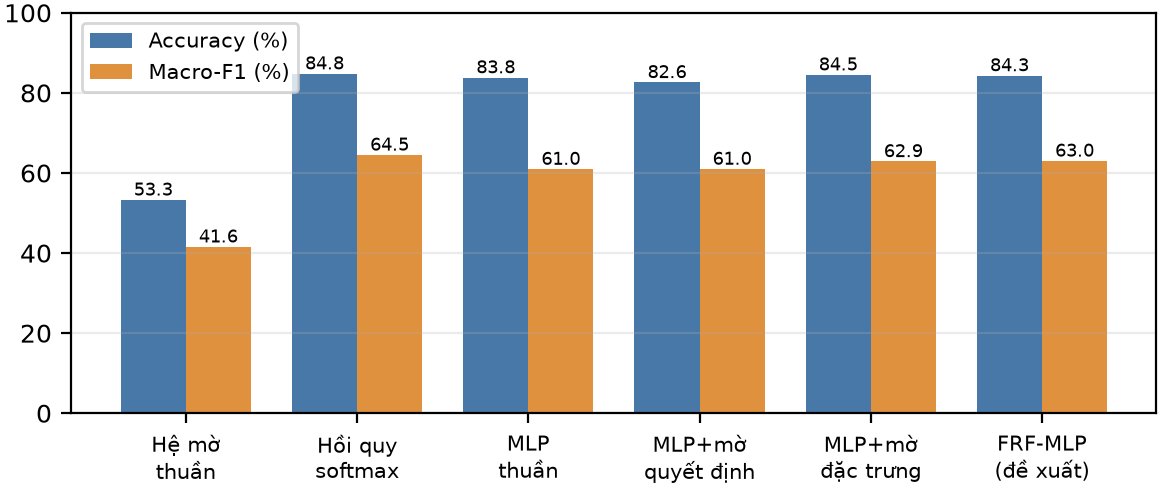 100
80
60
40
20
0
Accuracy (%)
Macro-F1 (%)
53.3
41.6
84.8
64.5
83.8
61.0
82.6
61.0
84.5
62.9
84.3
63.0
Hệ mờ
thuần
Hồi quy
softmax
MLP
thuần
MLP+mờ
quyết định
MLP+mờ
đặc trưng
FRF-MLP
(đề xuất)